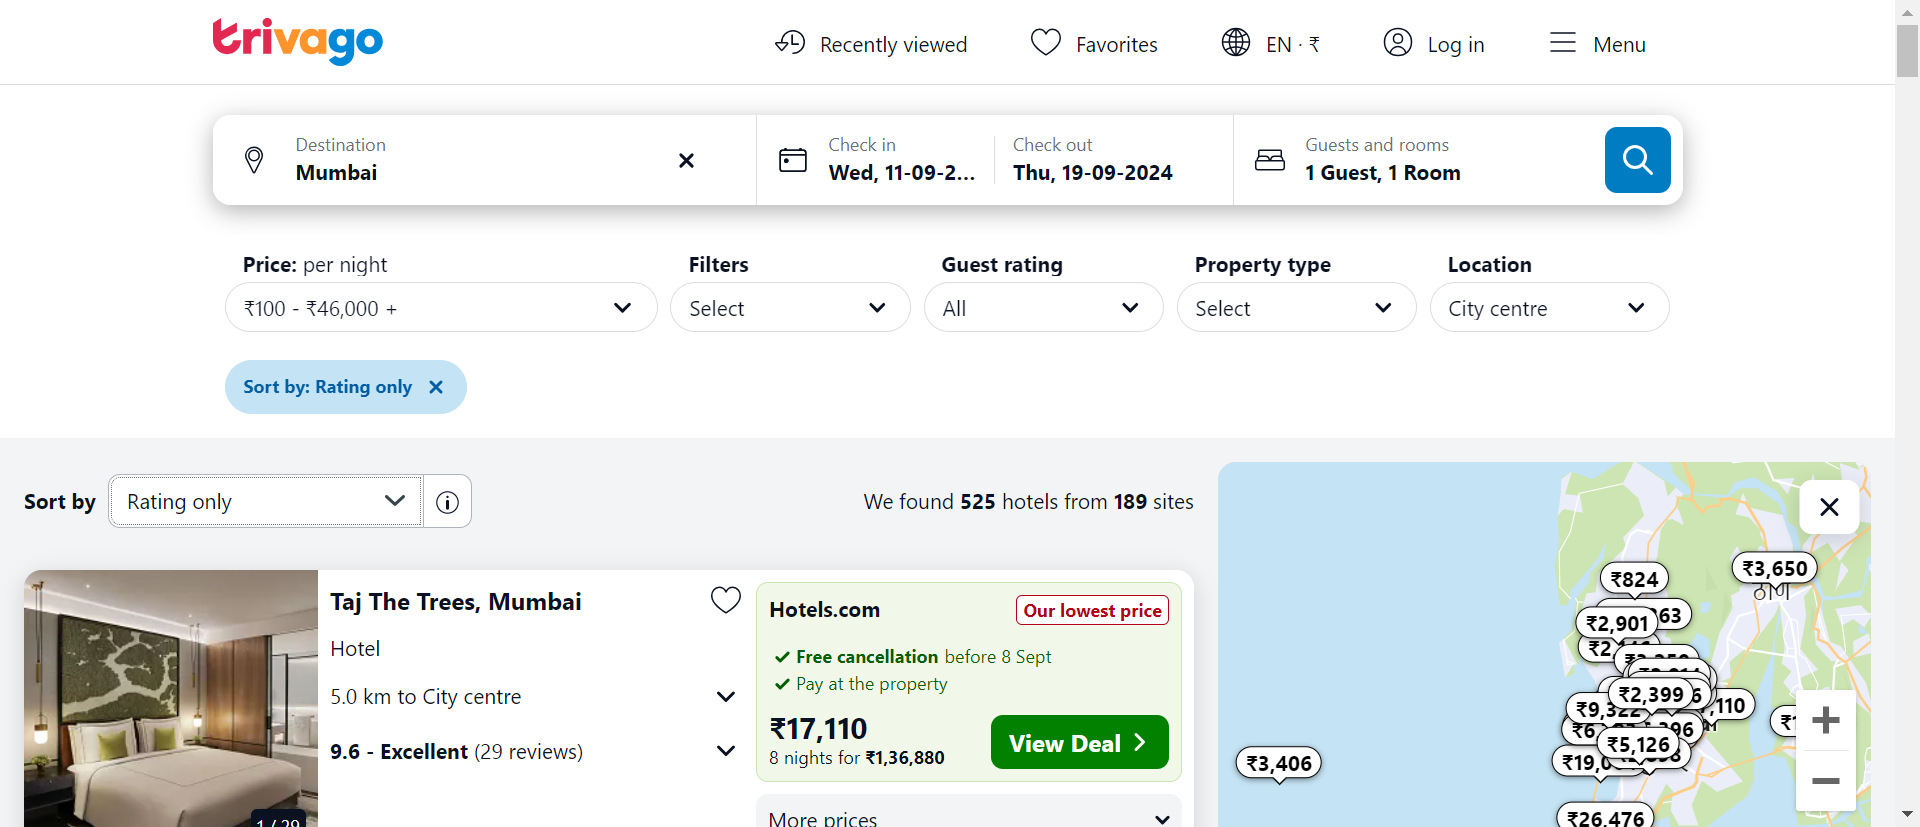 trivago
Recently viewed
Favorites
EN · ₹
Log in
Menu
Destination
Mumbai
Check in
Wed, 11-09-2...
Check out
Thu, 19-09-2024
Guests and rooms
1 Guest, 1 Room
Price: per night
₹100 - ₹46,000 +
Filters
Select
Guest rating
All
Property type
Select
Location
City centre
Sort by: Rating only
Sort by
Rating only
We found 525 hotels from 189 sites
Taj The Trees, Mumbai
Hotel
5.0 km to City centre
9.6 - Excellent (29 reviews)
1 / 29
Hotels.com
Our lowest price
Free cancellation before 8 Sept
Pay at the property
₹17,110
8 nights for ₹1,36,880
View Deal
More prices
₹824
₹3,650
₹2,901
₹2,399
₹9,322
₹5,126
₹3,406
₹26,476